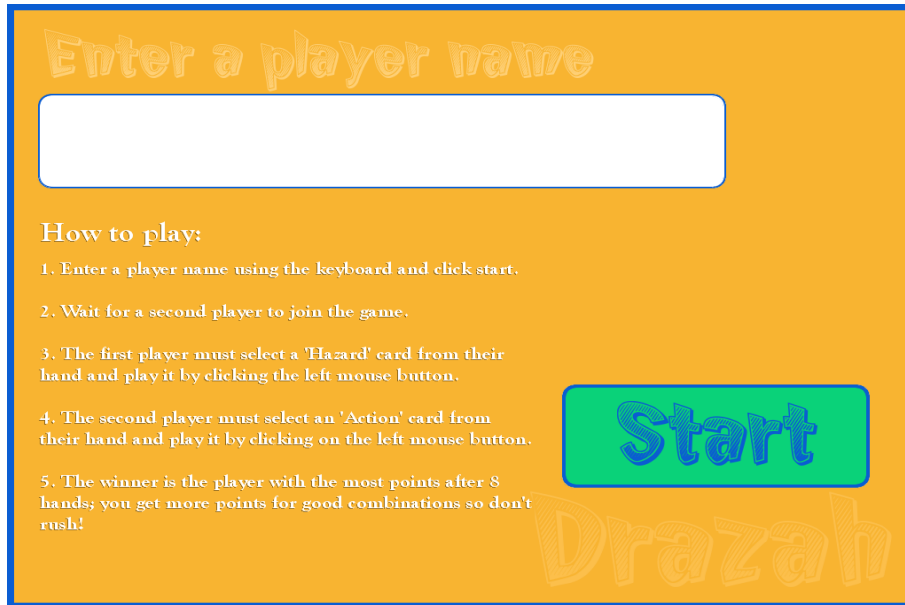 Enter a player name
How to play:
1. Enter a player name using the keyboard and click start.
2. Wait for a second player to join the game.
3. The first player must select a 'Hazard' card from their
hand and play it by clicking the left mouse button.
4. The second player must select an 'Action' card from
their hand and play it by clicking on the left mouse button.
5. The winner is the player with the most points after 8
hands; you get more points for good combinations so don't
rush!
Start
Drazah